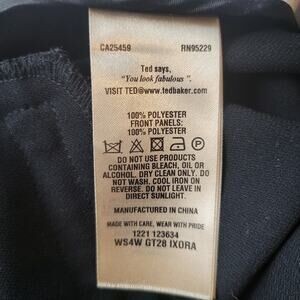 CA25459 RN95229
Ted says,
"You look fabulous".
VISIT TED@www.tedbaker.com
100% POLYESTER
FRONT PANELS:
100% POLYESTER
DO NOT USE PRODUCTS
CONTAINING BLEACH, OIL OR
ALCOHOL. DRY CLEAN ONLY. DO
NOT WASH. COOL IRON ON
REVERSE. DO NOT LEAVE IN
DIRECT SUNLIGHT.
MANUFACTURED IN CHINA
MADE WITH CARE, WEAR WITH PRIDE
1221 123634
WS4W GT28 IXORA